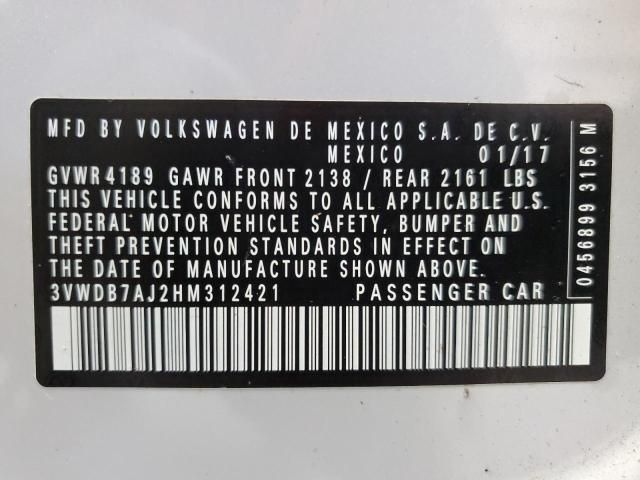 MFD BY VOLKSWAGEN DE MEXICO S.A. DE C.V.
MEXICO 01/17
GVWR 4189 GAWR FRONT 2138 / REAR 2161 LBS
THIS VEHICLE CONFORMS TO ALL APPLICABLE U.S.
FEDERAL MOTOR VEHICLE SAFETY, BUMPER AND
THEFT PREVENTION STANDARDS IN EFFECT ON
THE DATE OF MANUFACTURE SHOWN ABOVE.
3VWDB7AJ2HM312421 PASSENGER CAR
0456899 3156 M